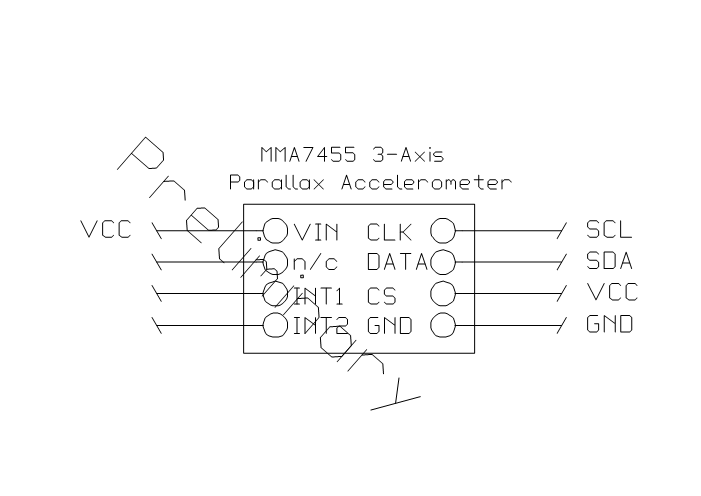 MMA7455 3-Axis
Parallax Accelerometer
VCC VIN CLK SCL
n/c DATA SDA
INT1 CS VCC
INT2 GND GND
Preliminary